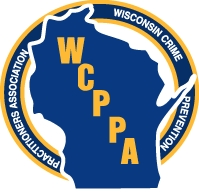 WISCONSIN CRIME
PREVENTION
PRACTITIONERS ASSOCIATION
WCPPA